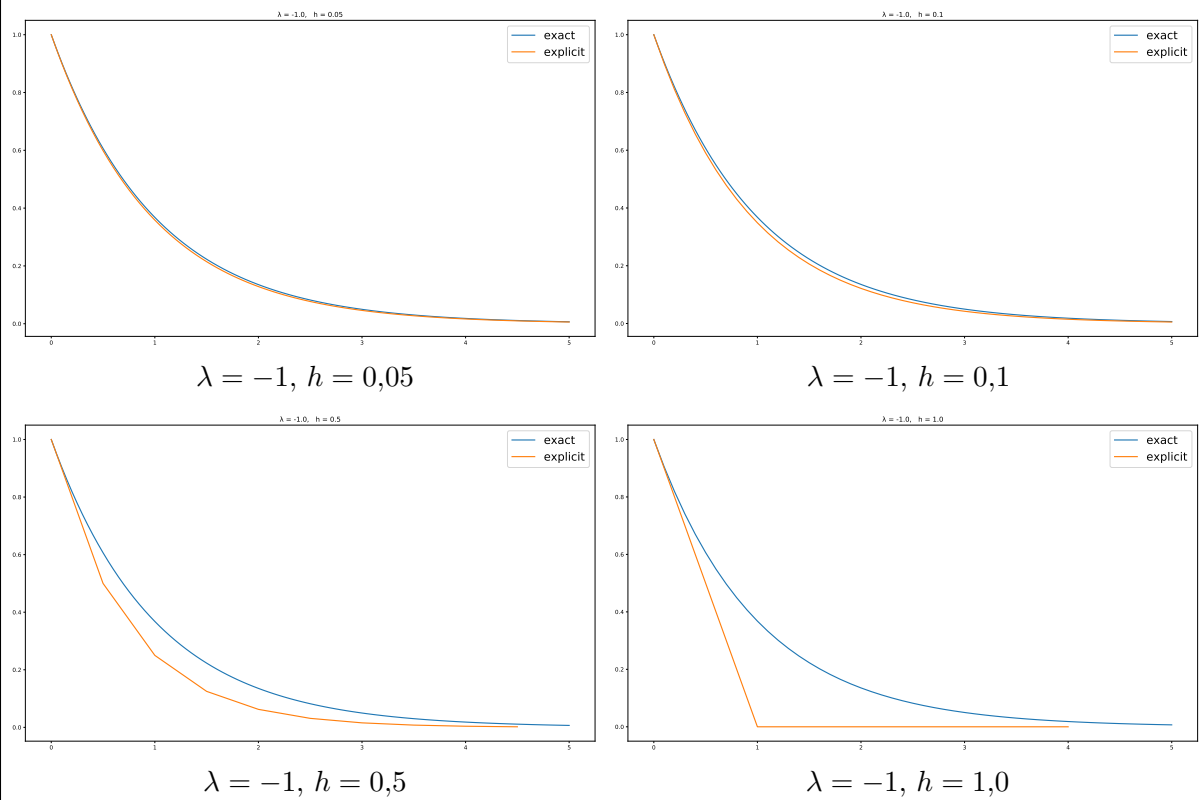 λ = -1.0, h = 0.05
exact
explicit
1.0
0.8
0.6
0.4
0.2
0.0
0 1 2 3 4 5
λ = −1, h = 0,05
λ = -1.0, h = 0.1
exact
explicit
1.0
0.8
0.6
0.4
0.2
0.0
0 1 2 3 4 5
λ = −1, h = 0,1
λ = -1.0, h = 0.5
exact
explicit
1.0
0.8
0.6
0.4
0.2
0.0
0 1 2 3 4 5
λ = −1, h = 0,5
λ = -1.0, h = 1.0
exact
explicit
1.0
0.8
0.6
0.4
0.2
0.0
0 1 2 3 4 5
λ = −1, h = 1,0